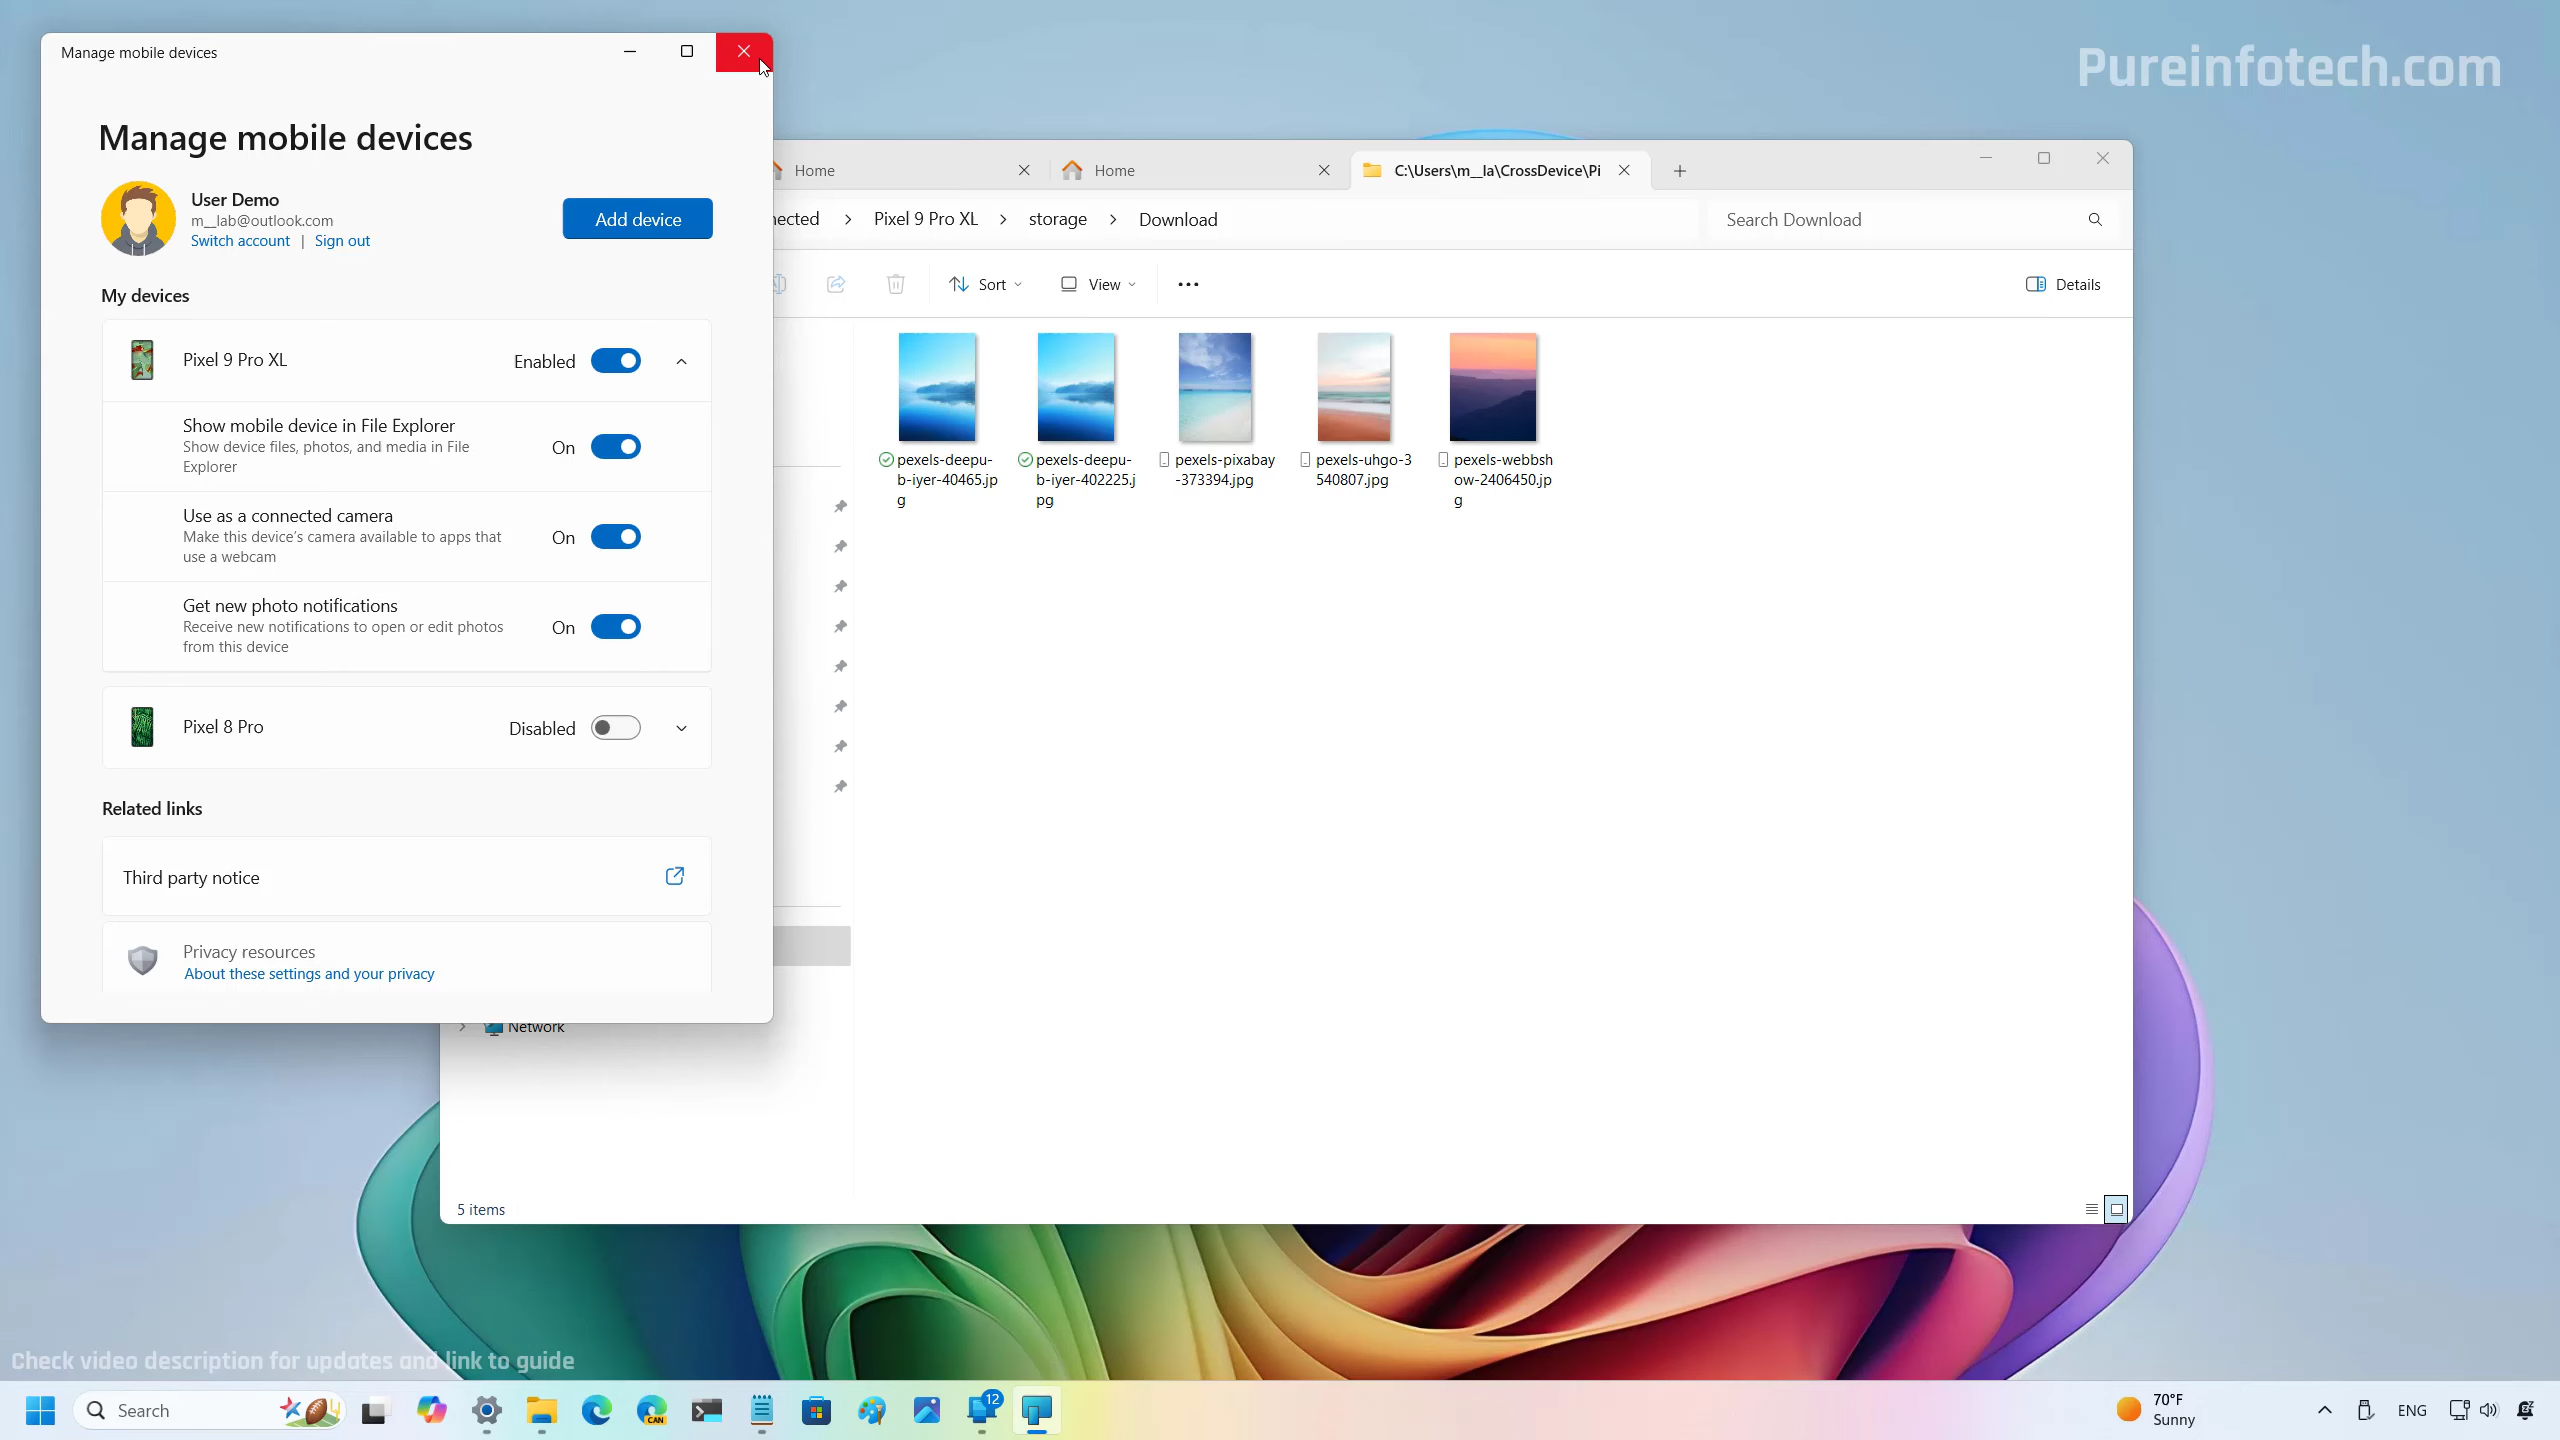 Manage mobile devices
Pureinfotech.com
Manage mobile devices
User Demo
m__lab@outlook.com
Switch account | Sign out
Add device
My devices
Pixel 9 Pro XL
Enabled
Show mobile device in File Explorer
Show device files, photos, and media in File
Explorer
On
Use as a connected camera
Make this device's camera available to apps that
use a webcam
On
Get new photo notifications
Receive new notifications to open or edit photos
from this device
On
Pixel 8 Pro
Disabled
Related links
Third party notice
Privacy resources
About these settings and your privacy
Home
Home
C:\Users\m__la\CrossDevice\Pi
Pixel 9 Pro XL > storage > Download
Search Download
Sort
View
Details
pexels-deepu-
b-iyer-40465.jp
g
pexels-deepu-
b-iyer-402225.j
pg
pexels-pixabay
-373394.jpg
pexels-uhgo-3
540807.jpg
pexels-webbsh
ow-2406450.jp
g
Network
5 items
Check video description for updates and link to guide
Search
CAN
12
70°F
Sunny
ENG